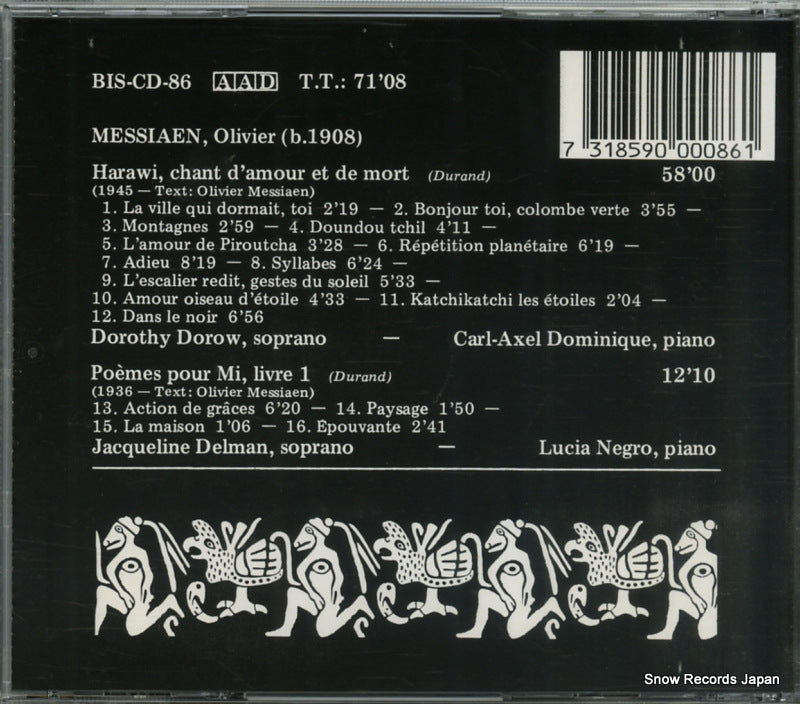 BIS-CD-86 AAD T.T.: 71'08
7 318590 000861
MESSIAEN, Olivier (b.1908)
Harawi, chant d'amour et de mort (Durand) 58'00
(1945 — Text: Olivier Messiaen)
1. La ville qui dormait, toi 2'19 — 2. Bonjour toi, colombe verte 3'55 —
3. Montagnes 2'59 — 4. Doundou tchil 4'11 —
5. L'amour de Piroutcha 3'28 — 6. Répétition planétaire 6'19 —
7. Adieu 8'19 — 8. Syllabes 6'24 —
9. L'escalier redit, gestes du soleil 5'33 —
10. Amour oiseau d'étoile 4'33 — 11. Katchikatchi les étoiles 2'04 —
12. Dans le noir 6'56
Dorothy Dorow, soprano — Carl-Axel Dominique, piano
Poèmes pour Mi, livre 1 (Durand) 12'10
(1936 — Text: Olivier Messiaen)
13. Action de grâces 6'20 — 14. Paysage 1'50 —
15. La maison 1'06 — 16. Epouvante 2'41
Jacqueline Delman, soprano — Lucia Negro, piano
Snow Records Japan